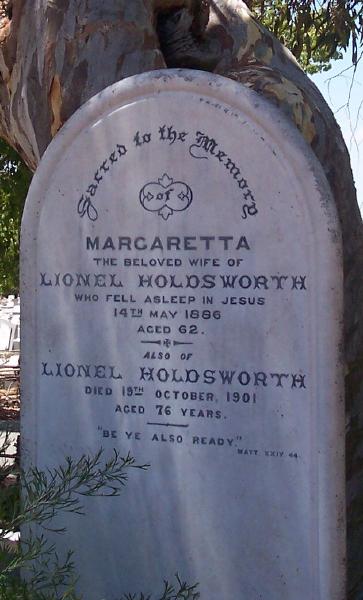 Sacred to the Memory
of
MARGARETTA
THE BELOVED WIFE OF
LIONEL HOLDSWORTH
WHO FELL ASLEEP IN JESUS
14TH MAY 1886
AGED 62.
ALSO OF
LIONEL HOLDSWORTH
DIED 19TH OCTOBER, 1901
AGED 76 YEARS.
"BE YE ALSO READY."
MATT. XXIV. 44.